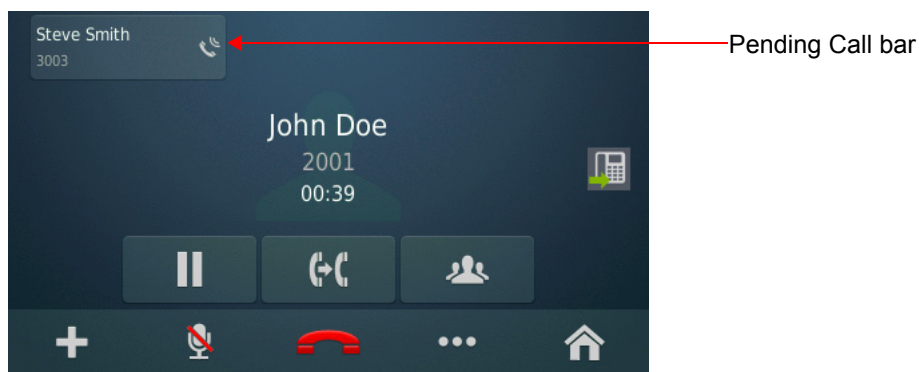 Steve Smith
3003
Pending Call bar
John Doe
2001
00:39